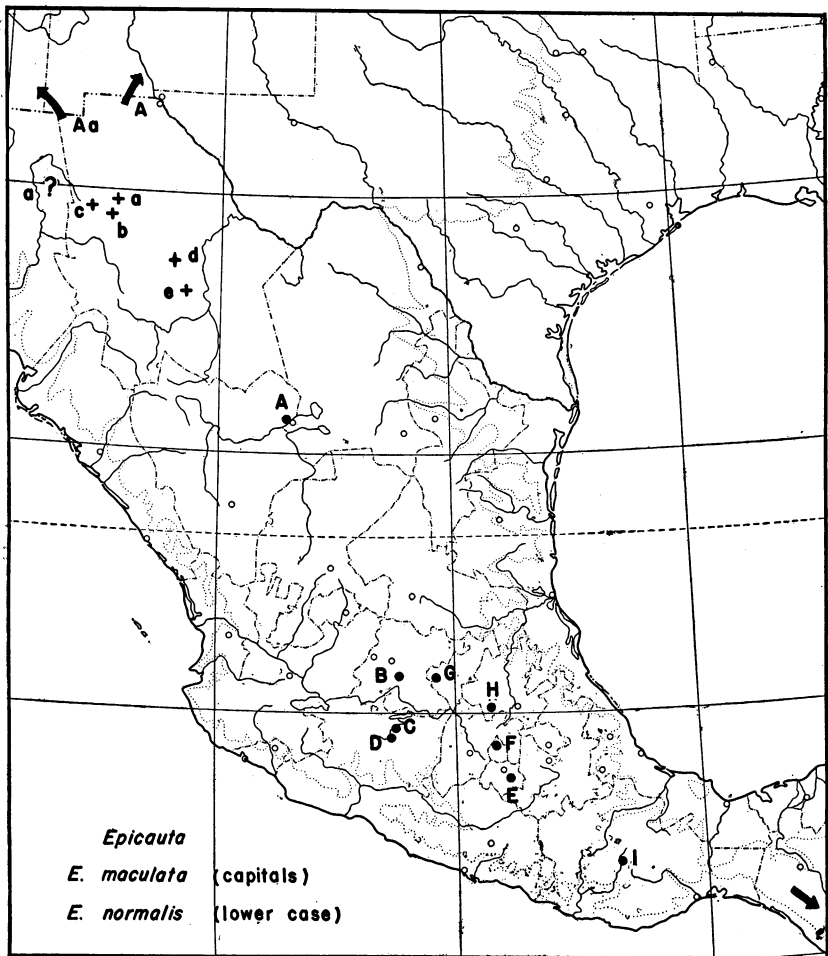 A
Aa
a ?
a
c
b
d
e
A
B
G
H
C
D
F
E
I
Epicauta
E. maculata (capitals)
E. normalis (lower case)